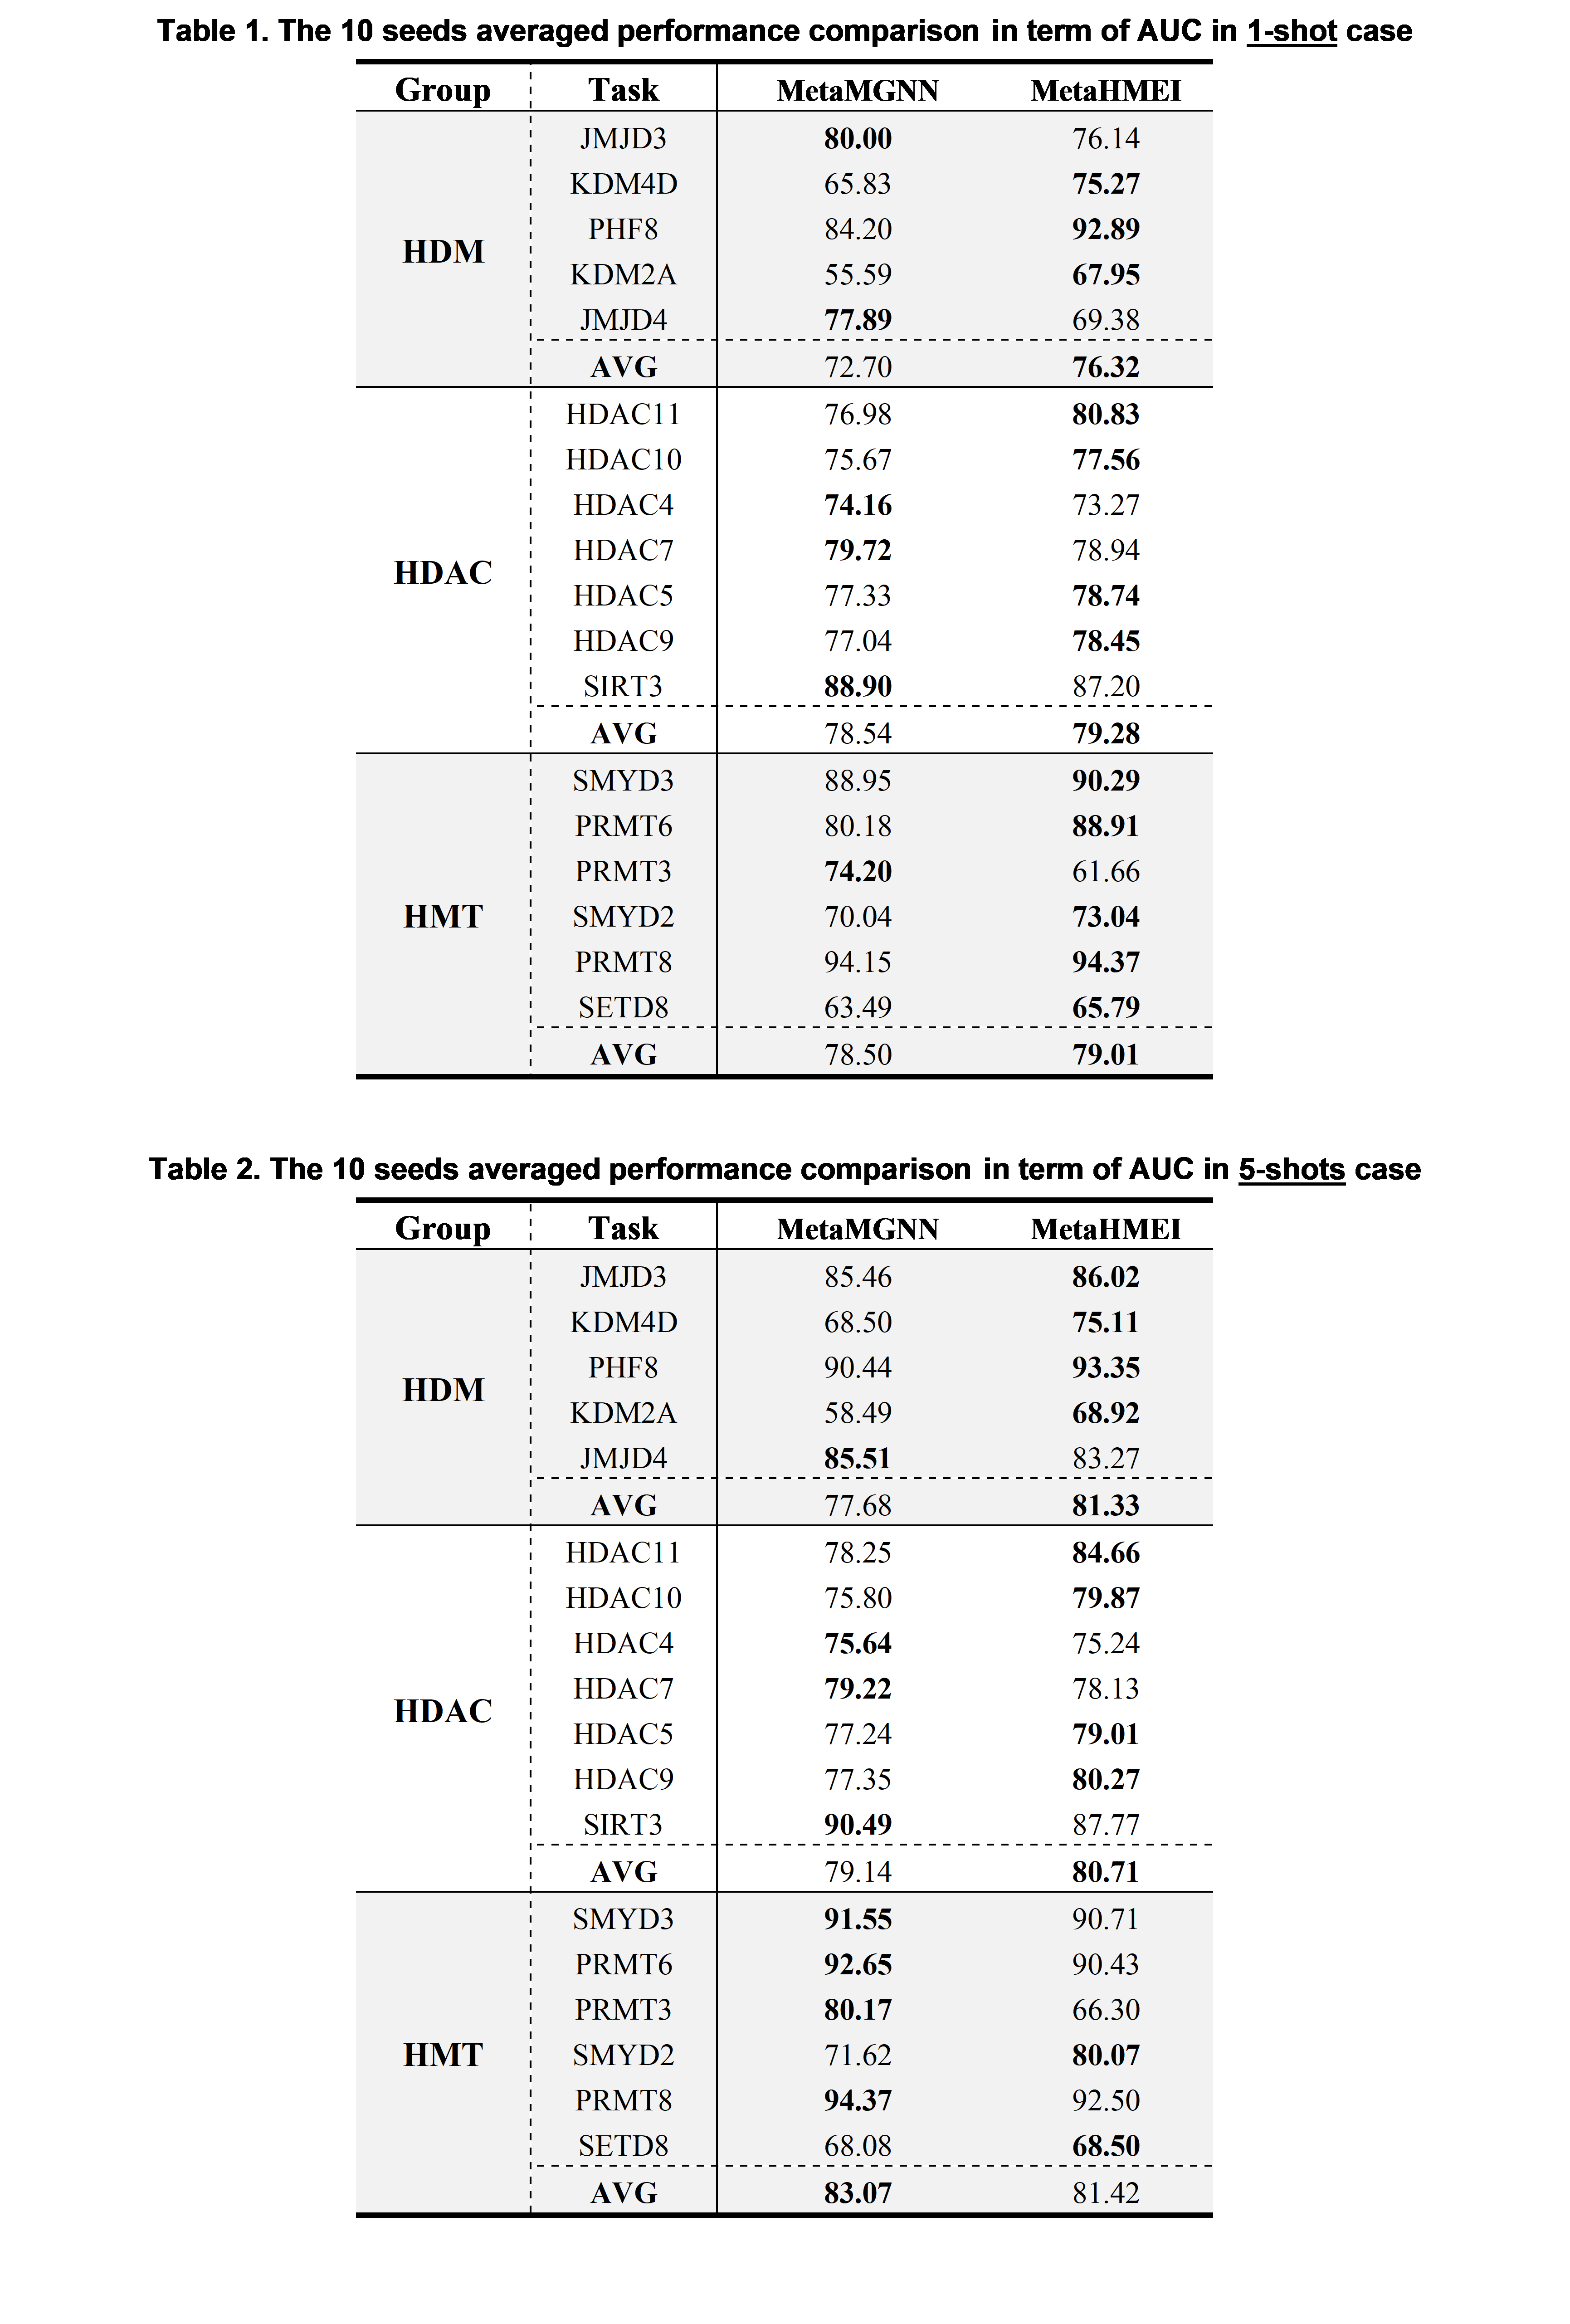 Table 1. The 10 seeds averaged performance comparison in term of AUC in 1-shot case
Group Task MetaMGNN MetaHMEI
HDM
JMJD3 80.00 76.14
KDM4D 65.83 75.27
PHF8 84.20 92.89
KDM2A 55.59 67.95
JMJD4 77.89 69.38
AVG 72.70 76.32
HDAC
HDAC11 76.98 80.83
HDAC10 75.67 77.56
HDAC4 74.16 73.27
HDAC7 79.72 78.94
HDAC5 77.33 78.74
HDAC9 77.04 78.45
SIRT3 88.90 87.20
AVG 78.54 79.28
HMT
SMYD3 88.95 90.29
PRMT6 80.18 88.91
PRMT3 74.20 61.66
SMYD2 70.04 73.04
PRMT8 94.15 94.37
SETD8 63.49 65.79
AVG 78.50 79.01
Table 2. The 10 seeds averaged performance comparison in term of AUC in 5-shots case
Group Task MetaMGNN MetaHMEI
HDM
JMJD3 85.46 86.02
KDM4D 68.50 75.11
PHF8 90.44 93.35
KDM2A 58.49 68.92
JMJD4 85.51 83.27
AVG 77.68 81.33
HDAC
HDAC11 78.25 84.66
HDAC10 75.80 79.87
HDAC4 75.64 75.24
HDAC7 79.22 78.13
HDAC5 77.24 79.01
HDAC9 77.35 80.27
SIRT3 90.49 87.77
AVG 79.14 80.71
HMT
SMYD3 91.55 90.71
PRMT6 92.65 90.43
PRMT3 80.17 66.30
SMYD2 71.62 80.07
PRMT8 94.37 92.50
SETD8 68.08 68.50
AVG 83.07 81.42